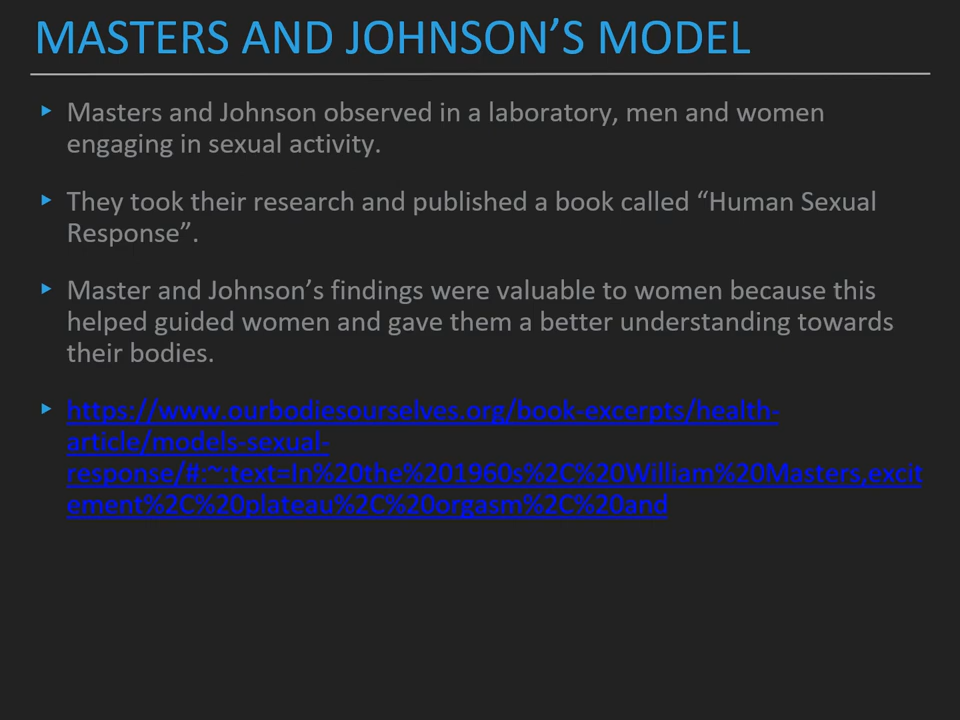 MASTERS AND JOHNSON’S MODEL
Masters and Johnson observed in a laboratory, men and women
engaging in sexual activity.
They took their research and published a book called “Human Sexual
Response”.
Master and Johnson’s findings were valuable to women because this
helped guided women and gave them a better understanding towards
their bodies.
https://www.ourbodiesourselves.org/book-excerpts/health-
article/models-sexual-
response/#:~:text=In%20the%201960s%2C%20William%20Masters,excit
ement%2C%20plateau%2C%20orgasm%2C%20and